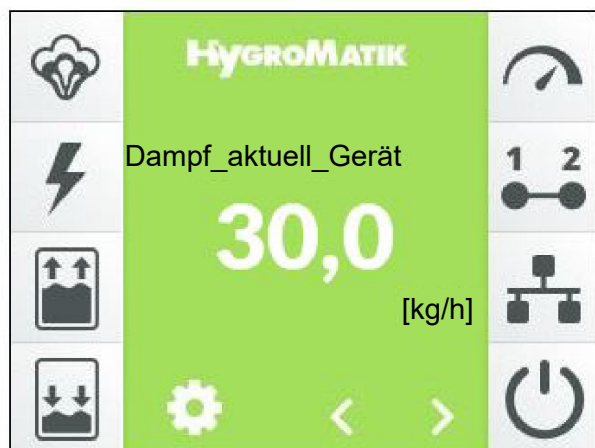 HYGROMATIK
Dampf_aktuell_Gerät
1 2
30,0
[kg/h]